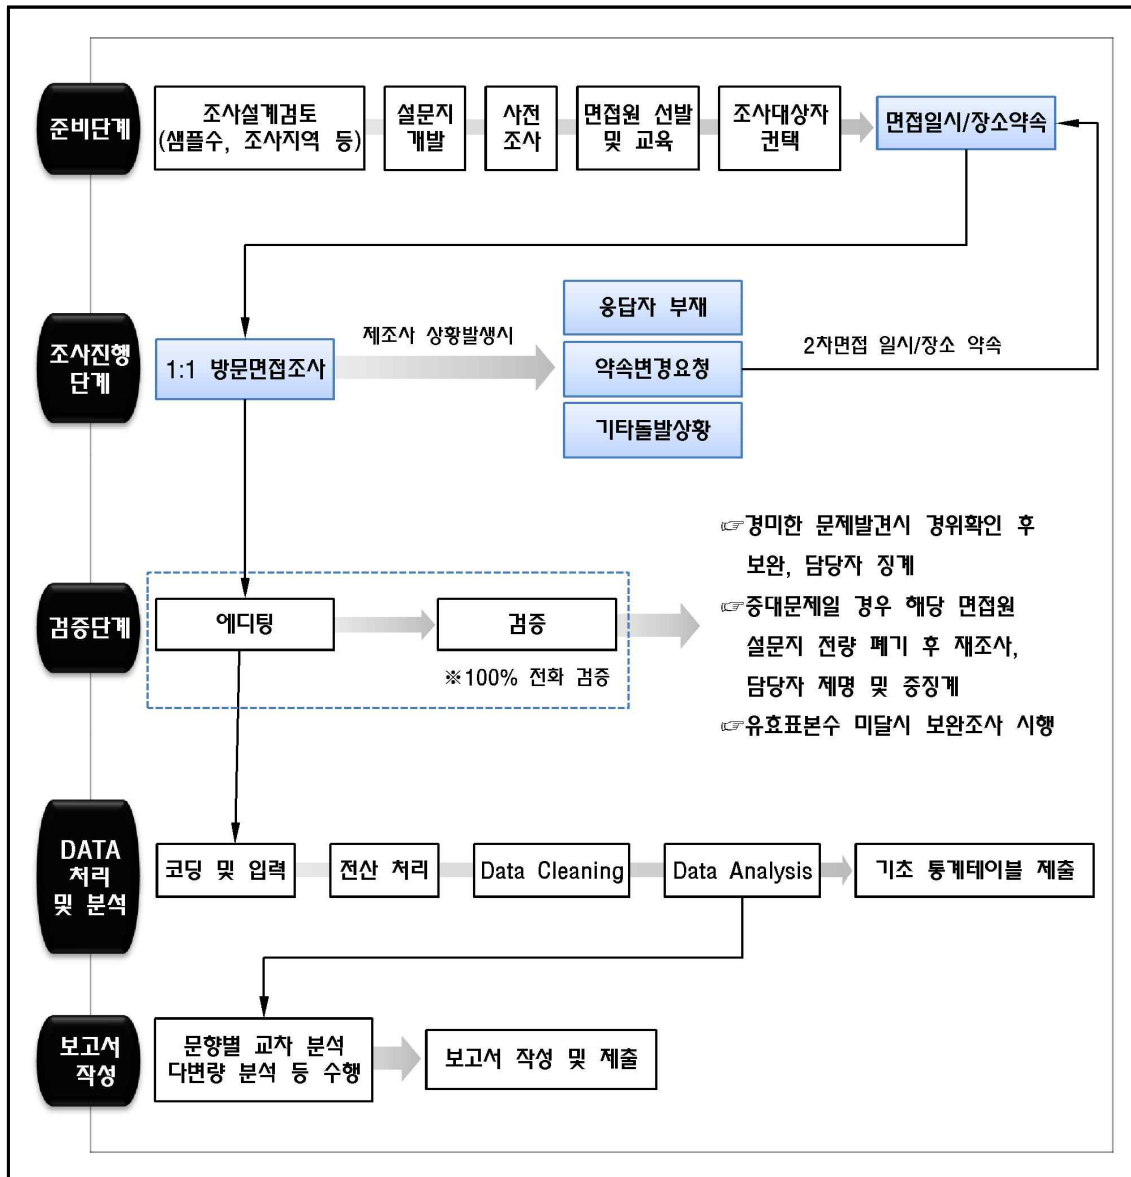 준비단계
조사설계검토
(샘플수, 조사지역 등)
설문지
개발
사전
조사
면접원 선발
및 교육
조사대상자
컨택
면접일시/장소약속
조사진행
단계
1:1 방문면접조사
제조사 상황발생시
응답자 부재
약속변경요청
기타돌발상황
2차면접 일시/장소 약속
검증단계
에디팅
검증
※100% 전화 검증
☞경미한 문제발견시 경위확인 후
보완, 담당자 징계
☞중대문제일 경우 해당 면접원
설문지 전량 폐기 후 재조사,
담당자 제명 및 중징계
☞유효표본수 미달시 보완조사 시행
DATA
처리
및 분석
코딩 및 입력
전산 처리
Data Cleaning
Data Analysis
기초 통계테이블 제출
보고서
작성
문항별 교차 분석
다변량 분석 등 수행
보고서 작성 및 제출